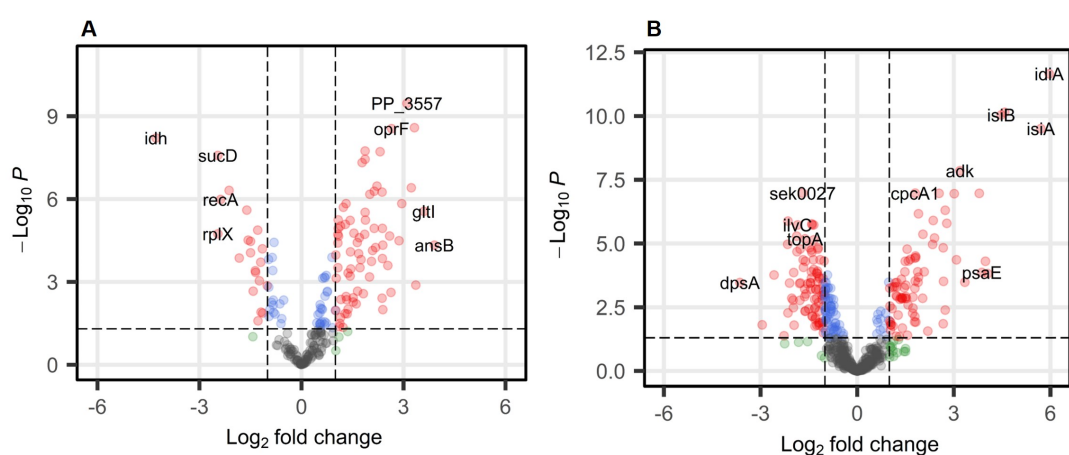 A
9
6
3
0
−Log10 P
PP_3557
oprF
idh
sucD
recA
rplX
gltI
ansB
-6 -3 0 3 6
Log2 fold change
B
12.5
10.0
7.5
5.0
2.5
0.0
−Log10 P
idiA
isiB
isiA
adk
sek0027 cpcA1
ilvC
topA
psaE
dpsA
-6 -3 0 3 6
Log2 fold change